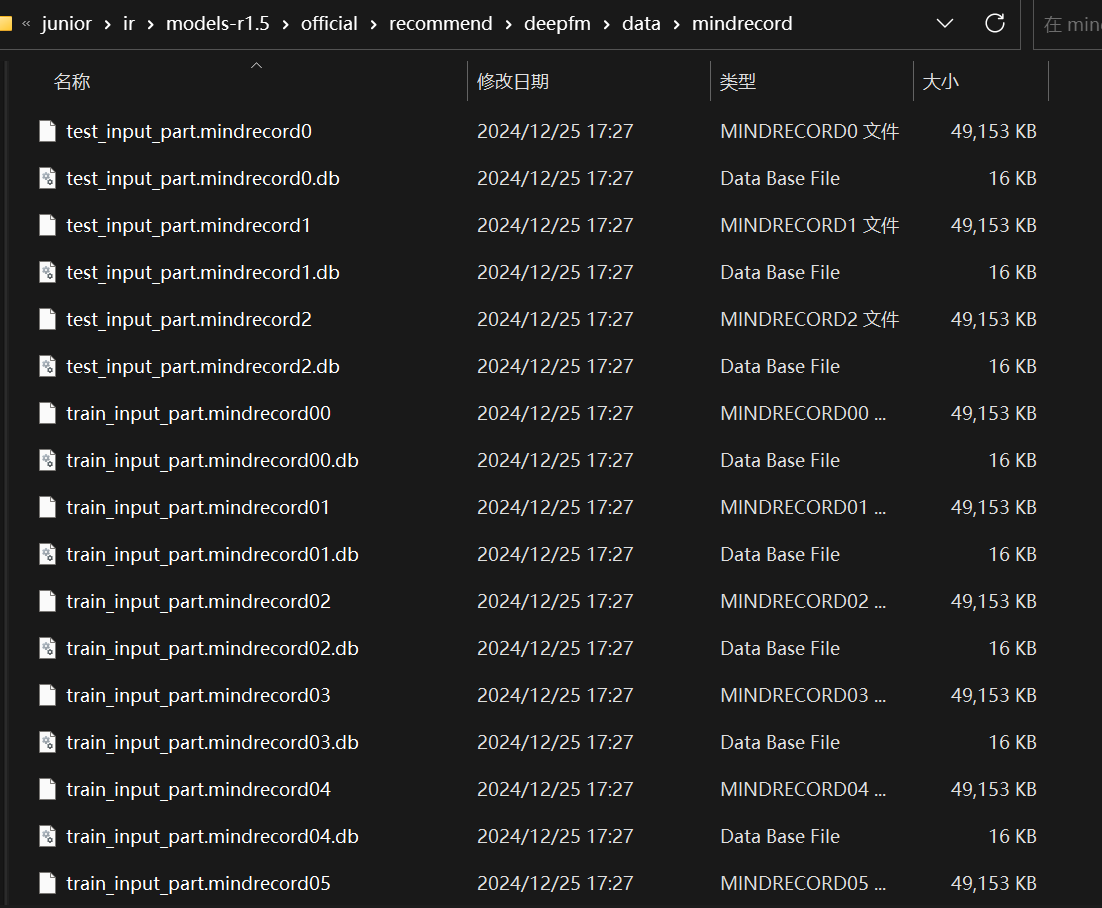 « junior › ir › models-r1.5 › official › recommend › deepfm › data › mindrecord 在 min
名称 修改日期 类型 大小
test_input_part.mindrecord0 2024/12/25 17:27 MINDRECORD0 文件 49,153 KB
test_input_part.mindrecord0.db 2024/12/25 17:27 Data Base File 16 KB
test_input_part.mindrecord1 2024/12/25 17:27 MINDRECORD1 文件 49,153 KB
test_input_part.mindrecord1.db 2024/12/25 17:27 Data Base File 16 KB
test_input_part.mindrecord2 2024/12/25 17:27 MINDRECORD2 文件 49,153 KB
test_input_part.mindrecord2.db 2024/12/25 17:27 Data Base File 16 KB
train_input_part.mindrecord00 2024/12/25 17:27 MINDRECORD00 ... 49,153 KB
train_input_part.mindrecord00.db 2024/12/25 17:27 Data Base File 16 KB
train_input_part.mindrecord01 2024/12/25 17:27 MINDRECORD01 ... 49,153 KB
train_input_part.mindrecord01.db 2024/12/25 17:27 Data Base File 16 KB
train_input_part.mindrecord02 2024/12/25 17:27 MINDRECORD02 ... 49,153 KB
train_input_part.mindrecord02.db 2024/12/25 17:27 Data Base File 16 KB
train_input_part.mindrecord03 2024/12/25 17:27 MINDRECORD03 ... 49,153 KB
train_input_part.mindrecord03.db 2024/12/25 17:27 Data Base File 16 KB
train_input_part.mindrecord04 2024/12/25 17:27 MINDRECORD04 ... 49,153 KB
train_input_part.mindrecord04.db 2024/12/25 17:27 Data Base File 16 KB
train_input_part.mindrecord05 2024/12/25 17:27 MINDRECORD05 ... 49,153 KB